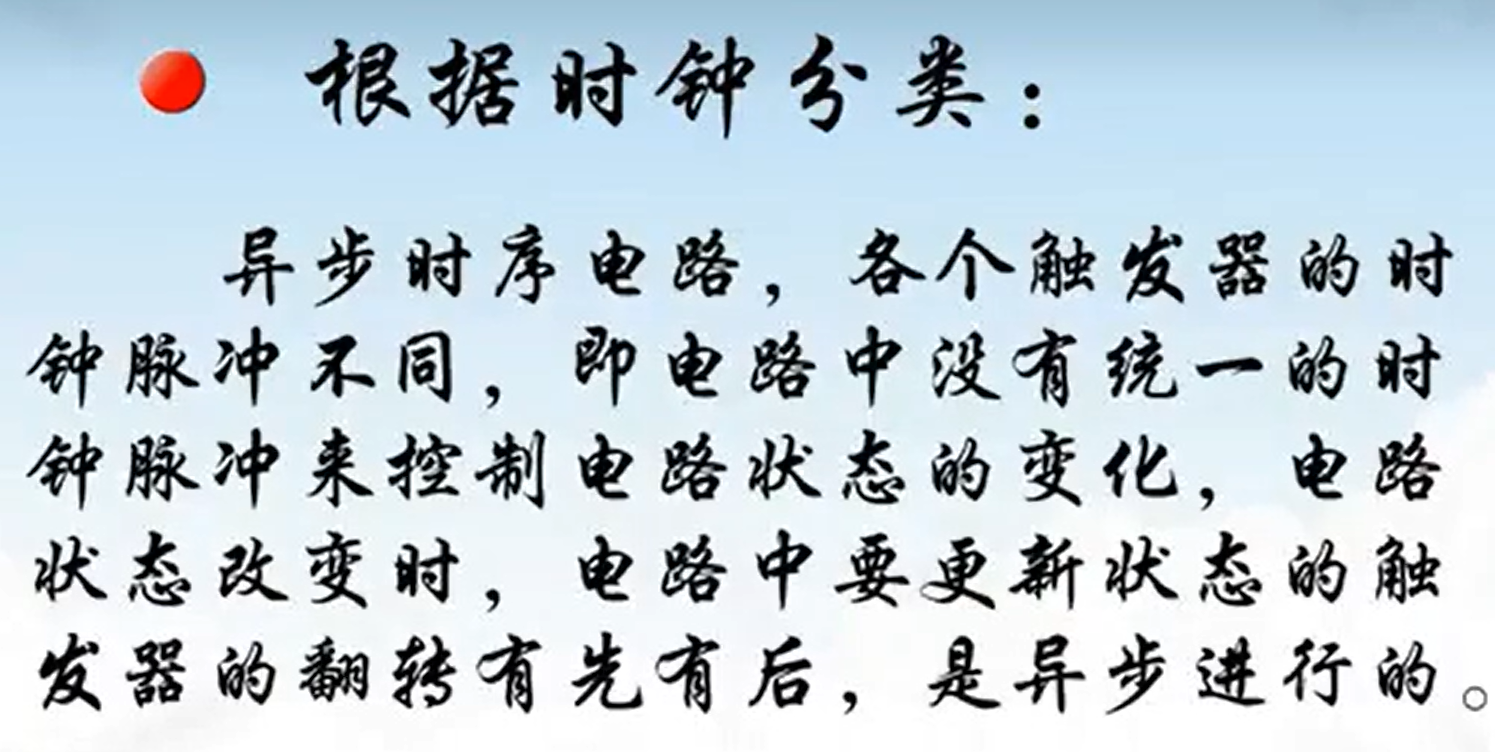 根据时钟分类：
异步时序电路，各个触发器的时
钟脉冲不同，即电路中没有统一的时
钟脉冲来控制电路状态的变化，电路
状态改变时，电路中要更新状态的触
发器的翻转有先有后，是异步进行的。